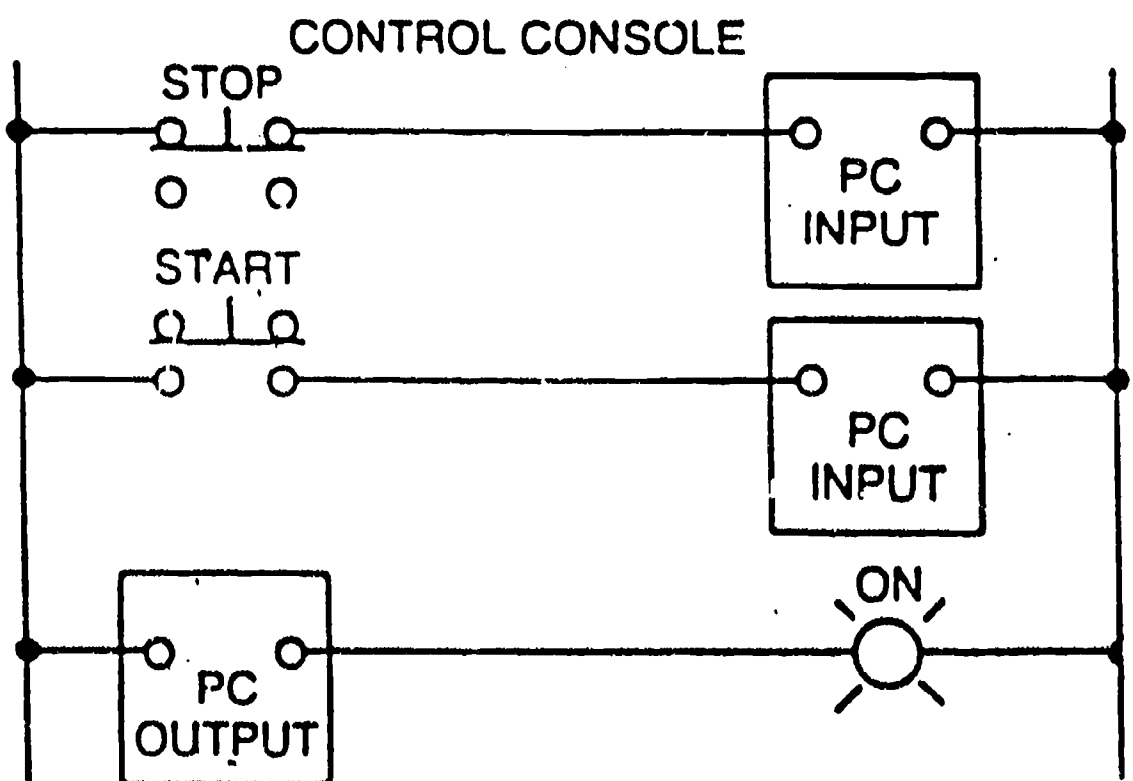 CONTROL CONSOLE
STOP
PC
INPUT
START
PC
INPUT
ON
PC
OUTPUT